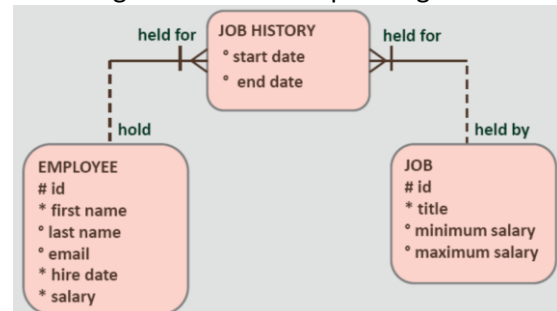 held for
JOB HISTORY
° start date
° end date
held for
hold
held by
EMPLOYEE
# id
* first name
° last name
° email
* hire date
* salary
JOB
# id
* title
° minimum salary
° maximum salary